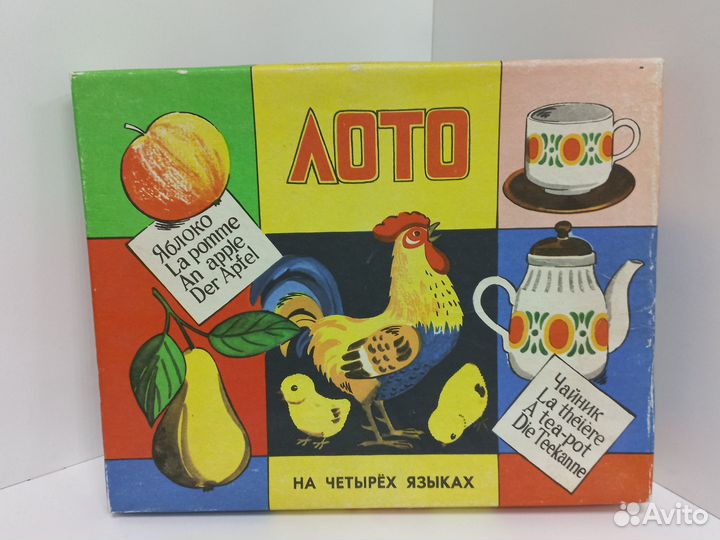 ЛОТО
Яблоко
La pomme
An apple
Der Apfel
Чайник
La théière
A tea-pot
Die Teekanne
НА ЧЕТЫРЁХ ЯЗЫКАХ
Avito